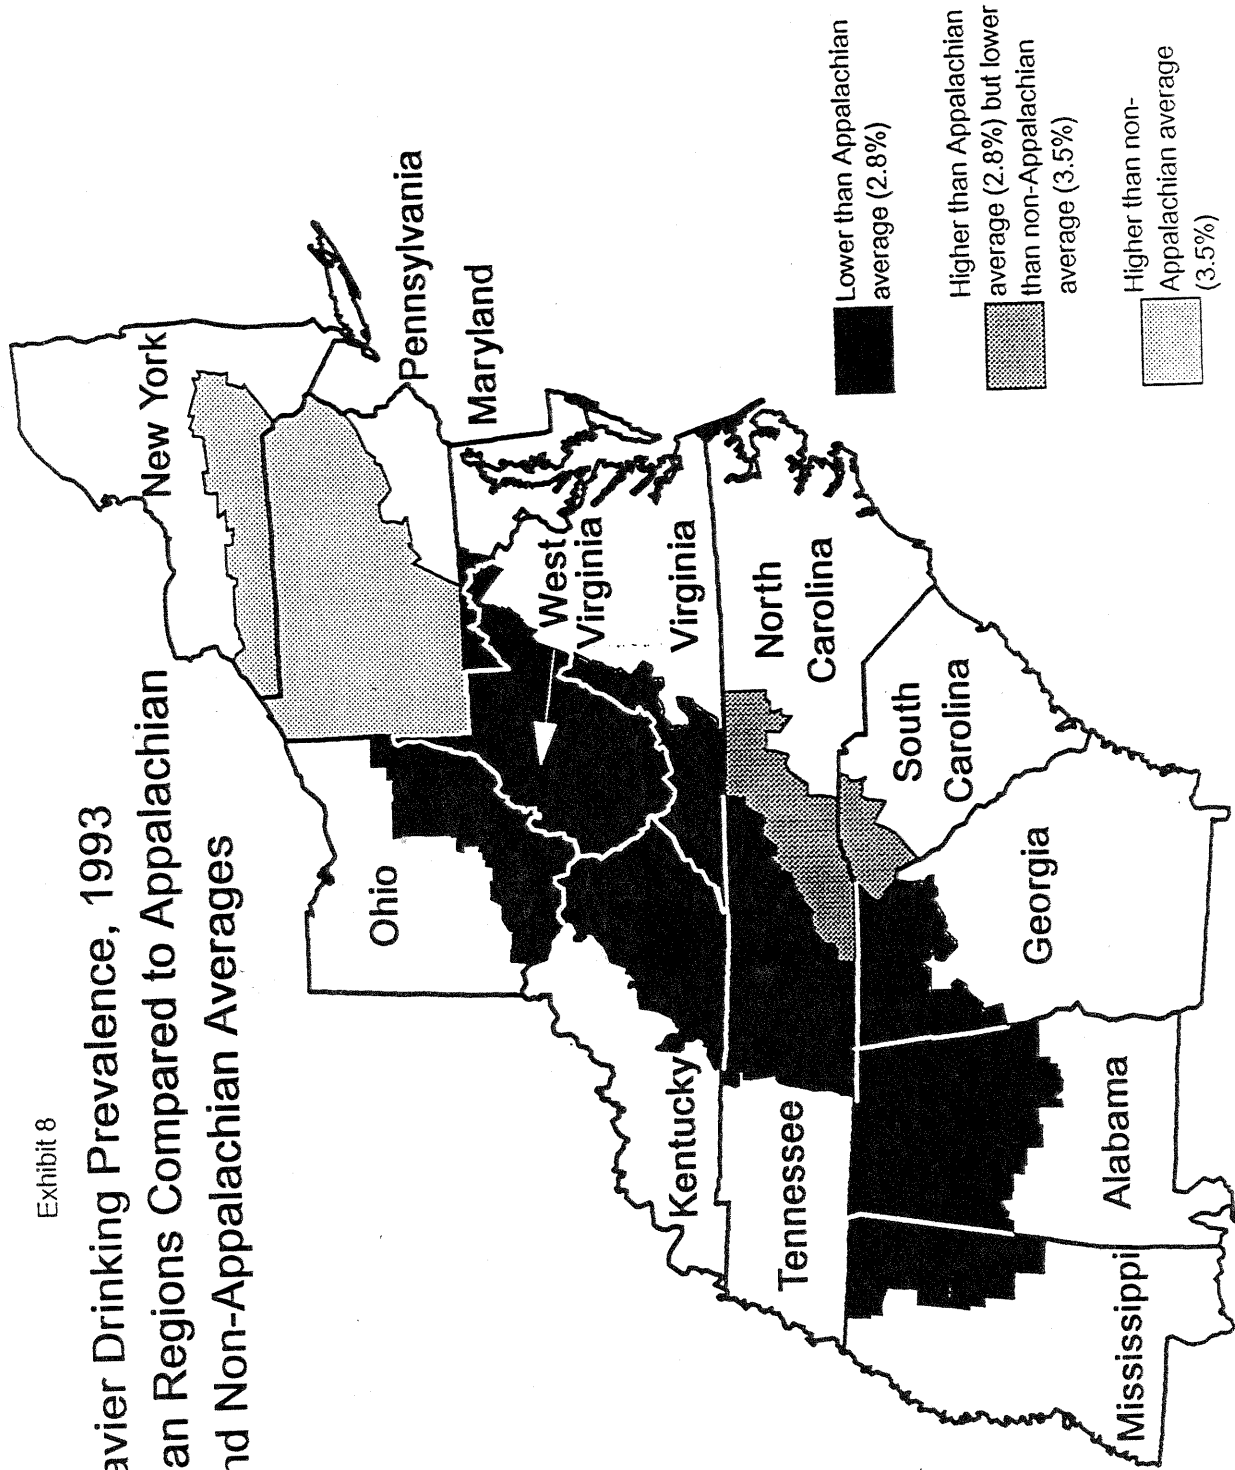 Exhibit 8
avier Drinking Prevalence, 1993
an Regions Compared to Appalachian
nd Non-Appalachian Averages
New York
Pennsylvania
Maryland
Ohio
West
Virginia
Virginia
Kentucky
North
Carolina
Tennessee
South
Carolina
Georgia
Alabama
Mississippi
Lower than Appalachian
average (2.8%)
Higher than Appalachian
average (2.8%) but lower
than non-Appalachian
average (3.5%)
Higher than non-
Appalachian average
(3.5%)